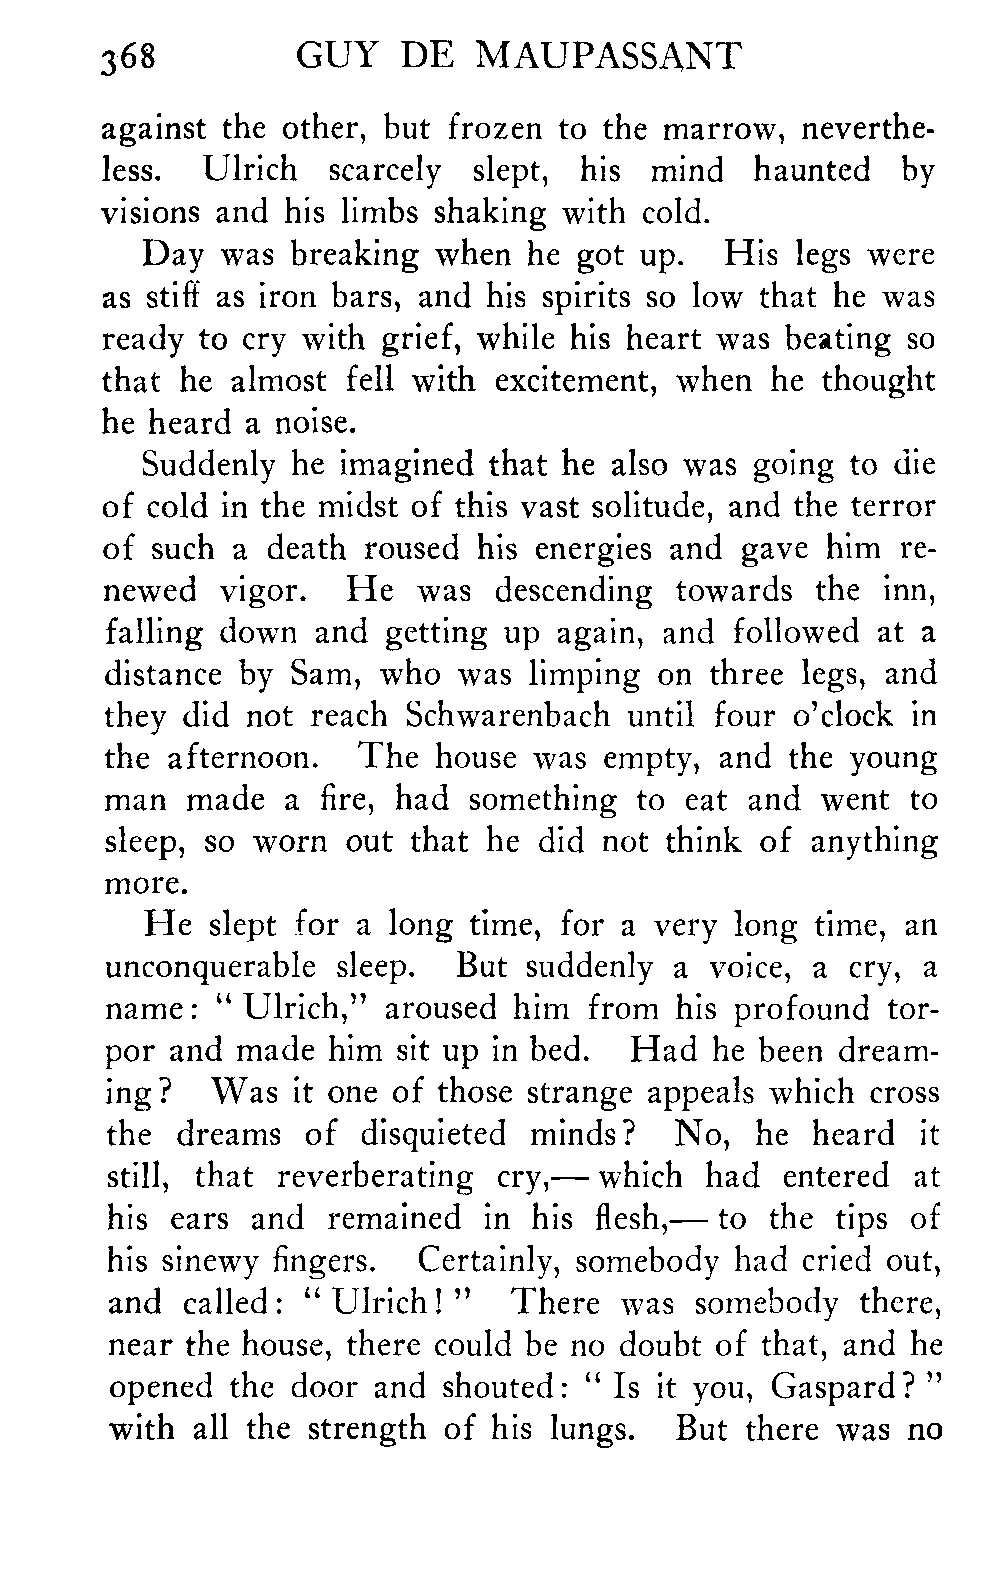 368 GUY DE MAUPASSANT
against the other, but frozen to the marrow, neverthe-
less. Ulrich scarcely slept, his mind haunted by
visions and his limbs shaking with cold.
Day was breaking when he got up. His legs were
as stiff as iron bars, and his spirits so low that he was
ready to cry with grief, while his heart was beating so
that he almost fell with excitement, when he thought
he heard a noise.
Suddenly he imagined that he also was going to die
of cold in the midst of this vast solitude, and the terror
of such a death roused his energies and gave him re-
newed vigor. He was descending towards the inn,
falling down and getting up again, and followed at a
distance by Sam, who was limping on three legs, and
they did not reach Schwarenbach until four o'clock in
the afternoon. The house was empty, and the young
man made a fire, had something to eat and went to
sleep, so worn out that he did not think of anything
more.
He slept for a long time, for a very long time, an
unconquerable sleep. But suddenly a voice, a cry, a
name: " Ulrich," aroused him from his profound tor-
por and made him sit up in bed. Had he been dream-
ing? Was it one of those strange appeals which cross
the dreams of disquieted minds? No, he heard it
still, that reverberating cry,— which had entered at
his ears and remained in his flesh,— to the tips of
his sinewy fingers. Certainly, somebody had cried out,
and called: " Ulrich! " There was somebody there,
near the house, there could be no doubt of that, and he
opened the door and shouted: " Is it you, Gaspard? "
with all the strength of his lungs. But there was no